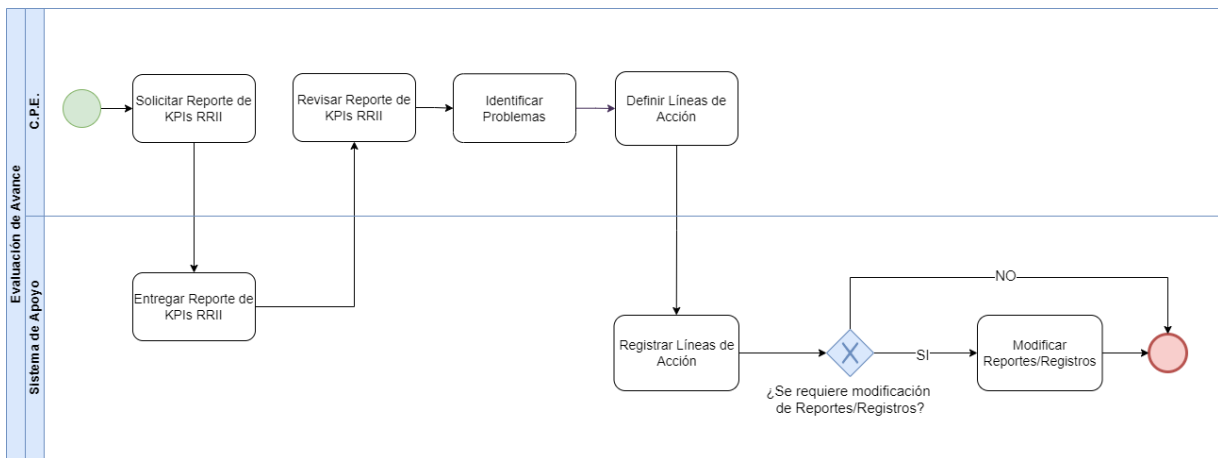 Evaluación de Avance
C.P.E.
Solicitar Reporte de
KPIs RRII
Revisar Reporte de
KPIs RRII
Identificar
Problemas
Definir Líneas de
Acción
Sistema de Apoyo
Entregar Reporte de
KPIs RRII
Registrar Líneas de
Acción
¿Se requiere modificación
de Reportes/Registros?
NO
SI
Modificar
Reportes/Registros